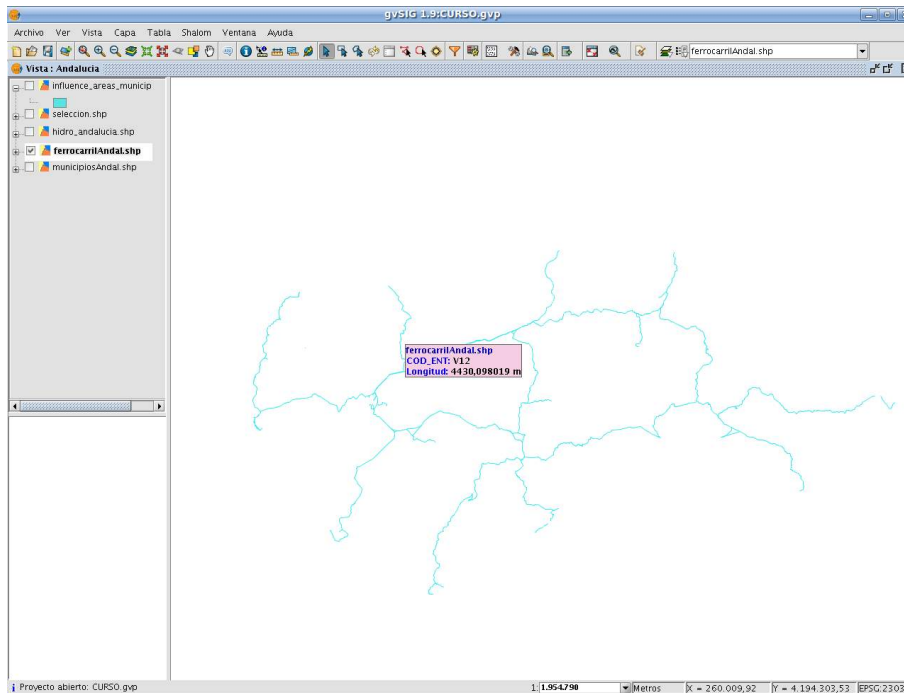 gvSIG 1.9:CURSO.gvp
Archivo Ver Vista Capa Tabla Shalom Ventana Ayuda
ferrocarrilAndal.shp
Vista : Andalucia
influence_areas_municip
seleccion.shp
hidro_andalucia.shp
ferrocarrilAndal.shp
municipiosAndal.shp
ferrocarrilAndal.shp
COD_ENT: V12
Longitud: 4430,098019 m
Proyecto abierto: CURSO.gvp
1: 1.954.790
Metros
X = 260.009,92
Y = 4.194.303,53
EPSG:2303